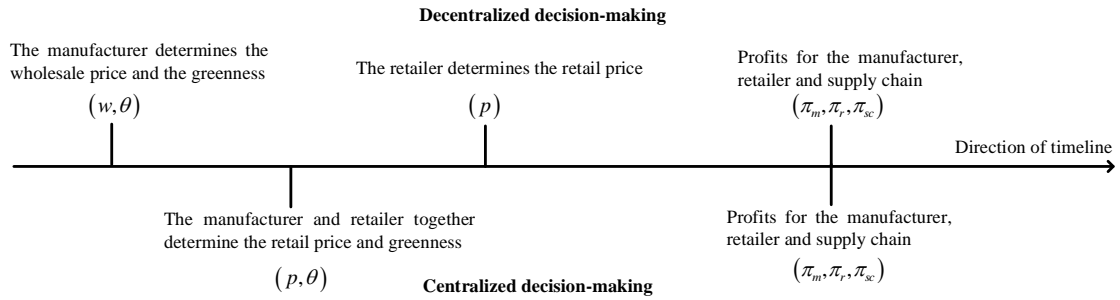 Decentralized decision-making
The manufacturer determines the
wholesale price and the greenness
(w,θ)
The retailer determines the retail price
(p)
Profits for the manufacturer,
retailer and supply chain
(π_m,π_r,π_sc)
Direction of timeline
The manufacturer and retailer together
determine the retail price and greenness
(p,θ)
Profits for the manufacturer,
retailer and supply chain
(π_m,π_r,π_sc)
Centralized decision-making